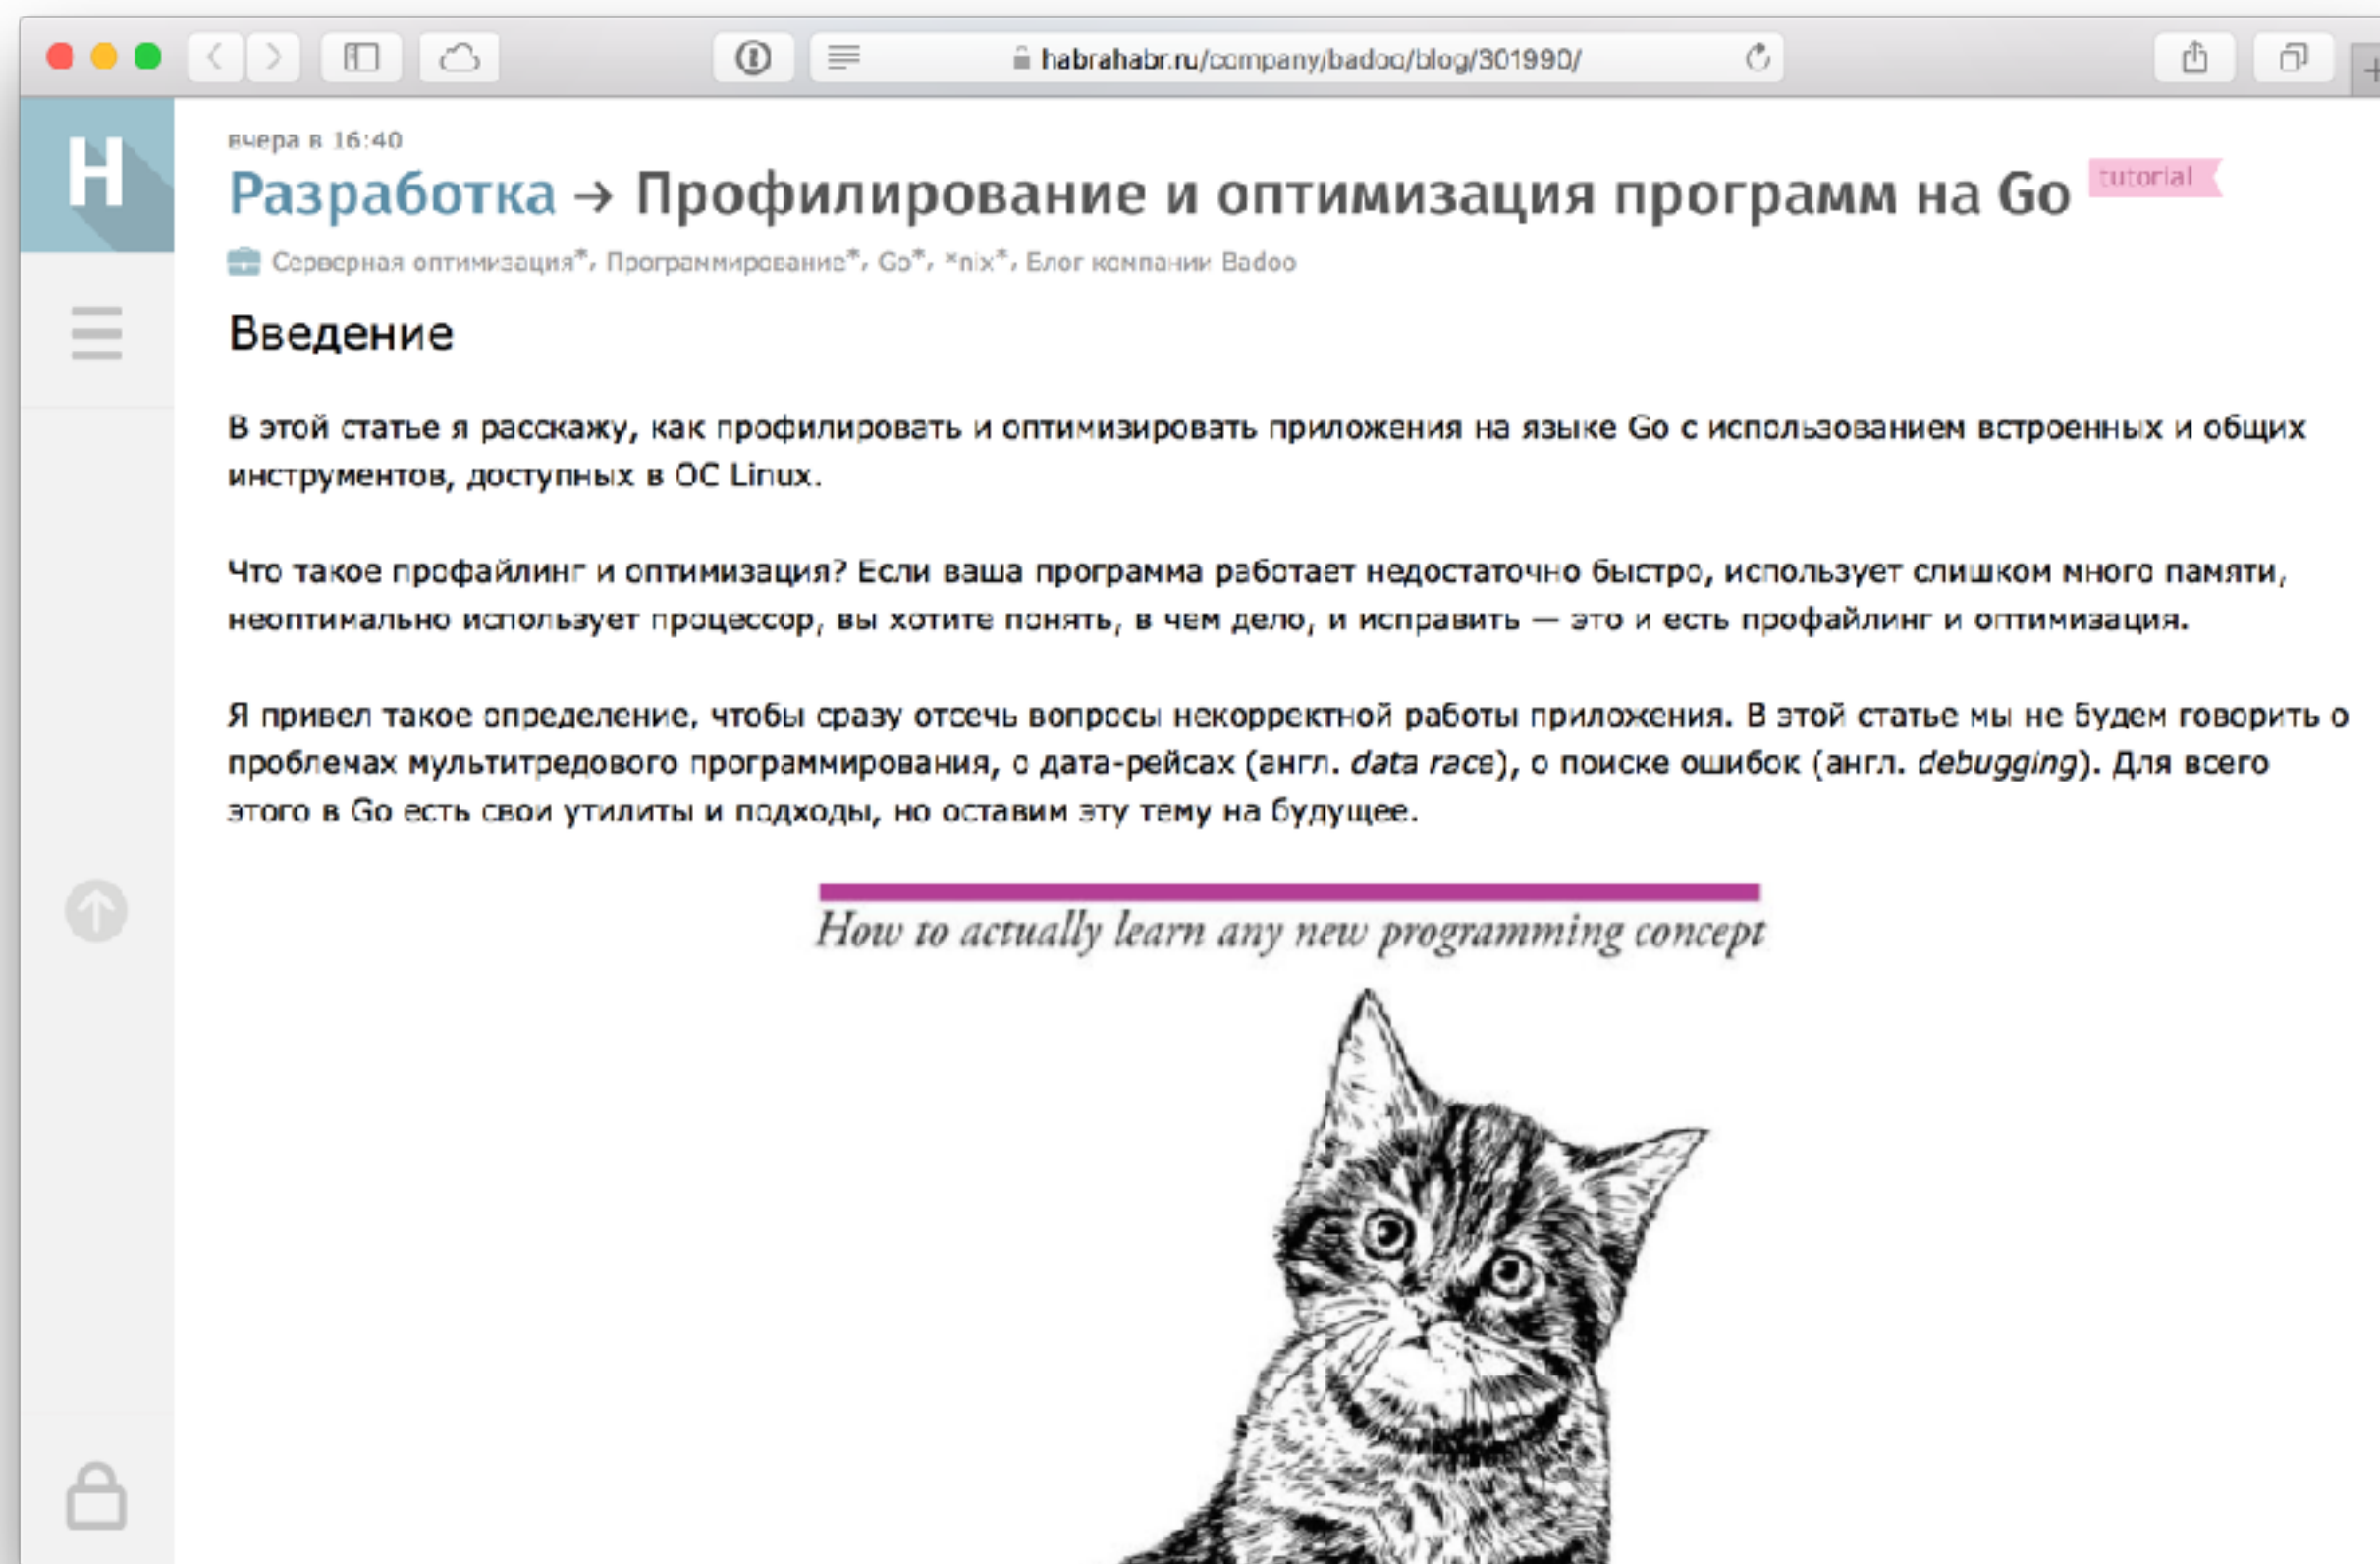 habrahabr.ru/company/badoo/blog/301990/
H
вчера в 16:40
Разработка → Профилирование и оптимизация программ на Go tutorial
Серверная оптимизация*, Программирование*, Go*, *nix*, Блог компании Badoo
Введение
В этой статье я расскажу, как профилировать и оптимизировать приложения на языке Go с использованием встроенных и общих
инструментов, доступных в ОС Linux.
Что такое профайлинг и оптимизация? Если ваша программа работает недостаточно быстро, использует слишком много памяти,
неоптимально использует процессор, вы хотите понять, в чем дело, и исправить — это и есть профайлинг и оптимизация.
Я привел такое определение, чтобы сразу отсечь вопросы некорректной работы приложения. В этой статье мы не будем говорить о
проблемах мультитредового программирования, о дата-рейсах (англ. data race), о поиске ошибок (англ. debugging). Для всего
этого в Go есть свои утилиты и подходы, но оставим эту тему на будущее.
How to actually learn any new programming concept